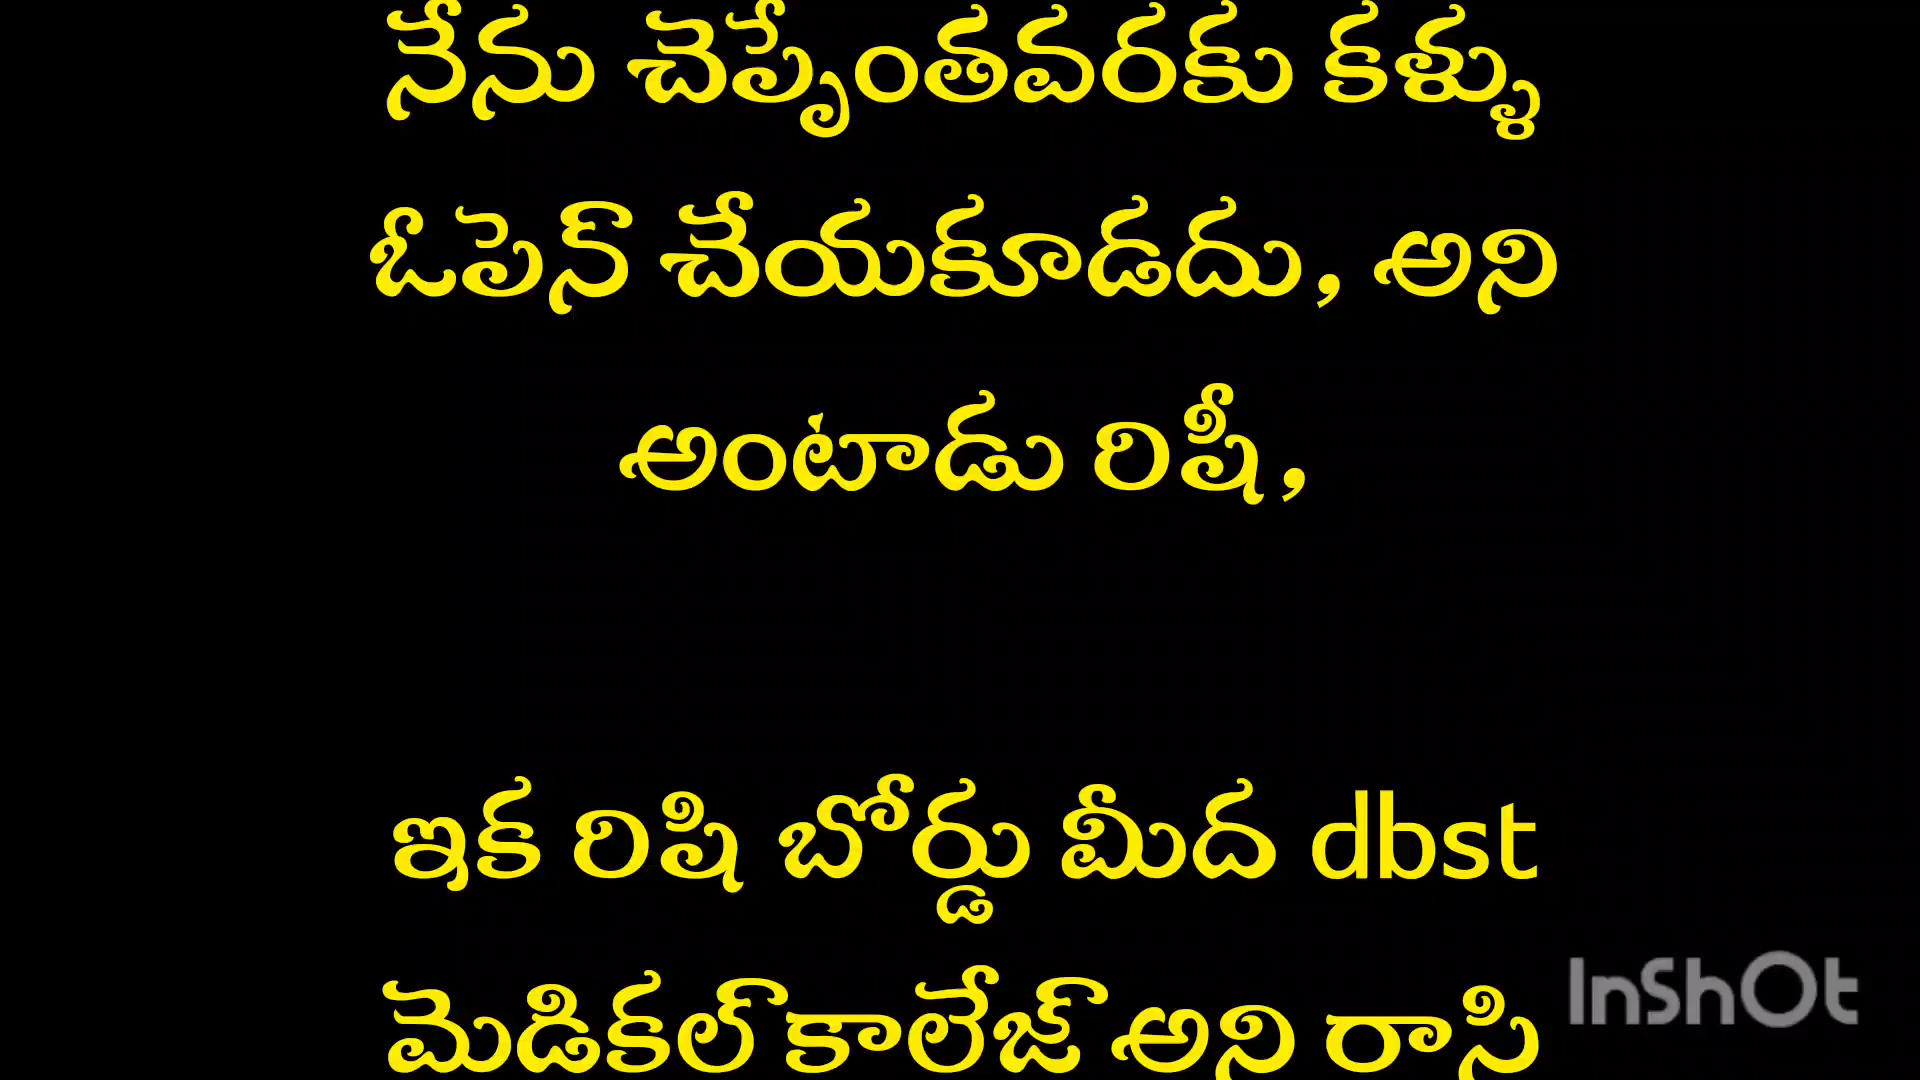 నేను చెప్పేంతవరకు కళ్ళు
ఓపెన్ చేయకూడదు, అని
అంటాడు రిషీ,
ఇక రిషి బోర్డు మీద dbst
మెడికల్ కాలేజ్ అని రాసి
InShOt